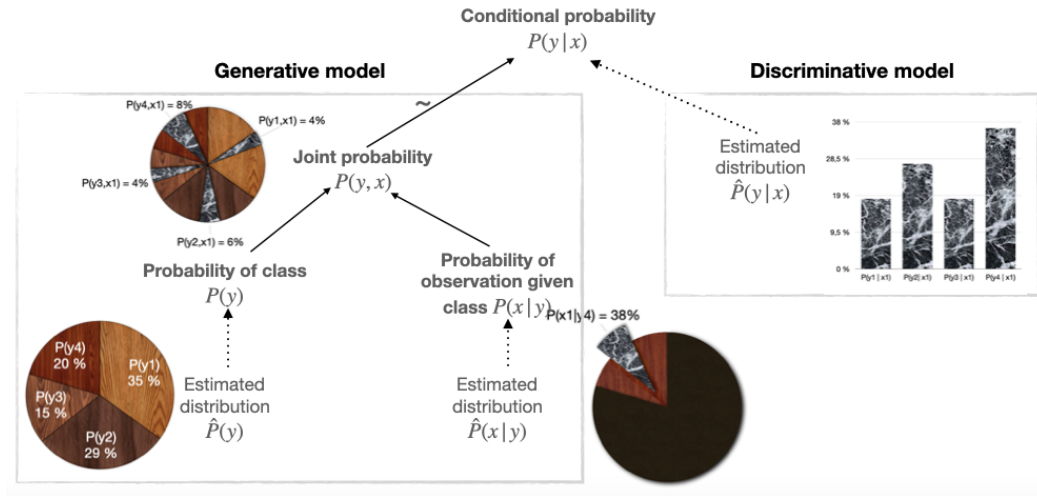 Conditional probability
P(y | x)
Generative model
Discriminative model
~
P(y4,x1) = 8%
P(y1,x1) = 4%
Joint probability
P(y, x)
P(y3,x1) = 4%
P(y2,x1) = 6%
Probability of class
P(y)
Probability of
observation given
class P(x | y)
P(x1|y4) = 38%
P(y4)
20 %
P(y1)
35 %
P(y3)
15 %
P(y2)
29 %
Estimated
distribution
P̂(y)
Estimated
distribution
P̂(x | y)
Estimated
distribution
P̂(y | x)
38 %
28,5 %
19 %
9,5 %
0 %
P(y1 | x1)
P(y2| x1)
P(y3 | x1)
P(y4 | x1)